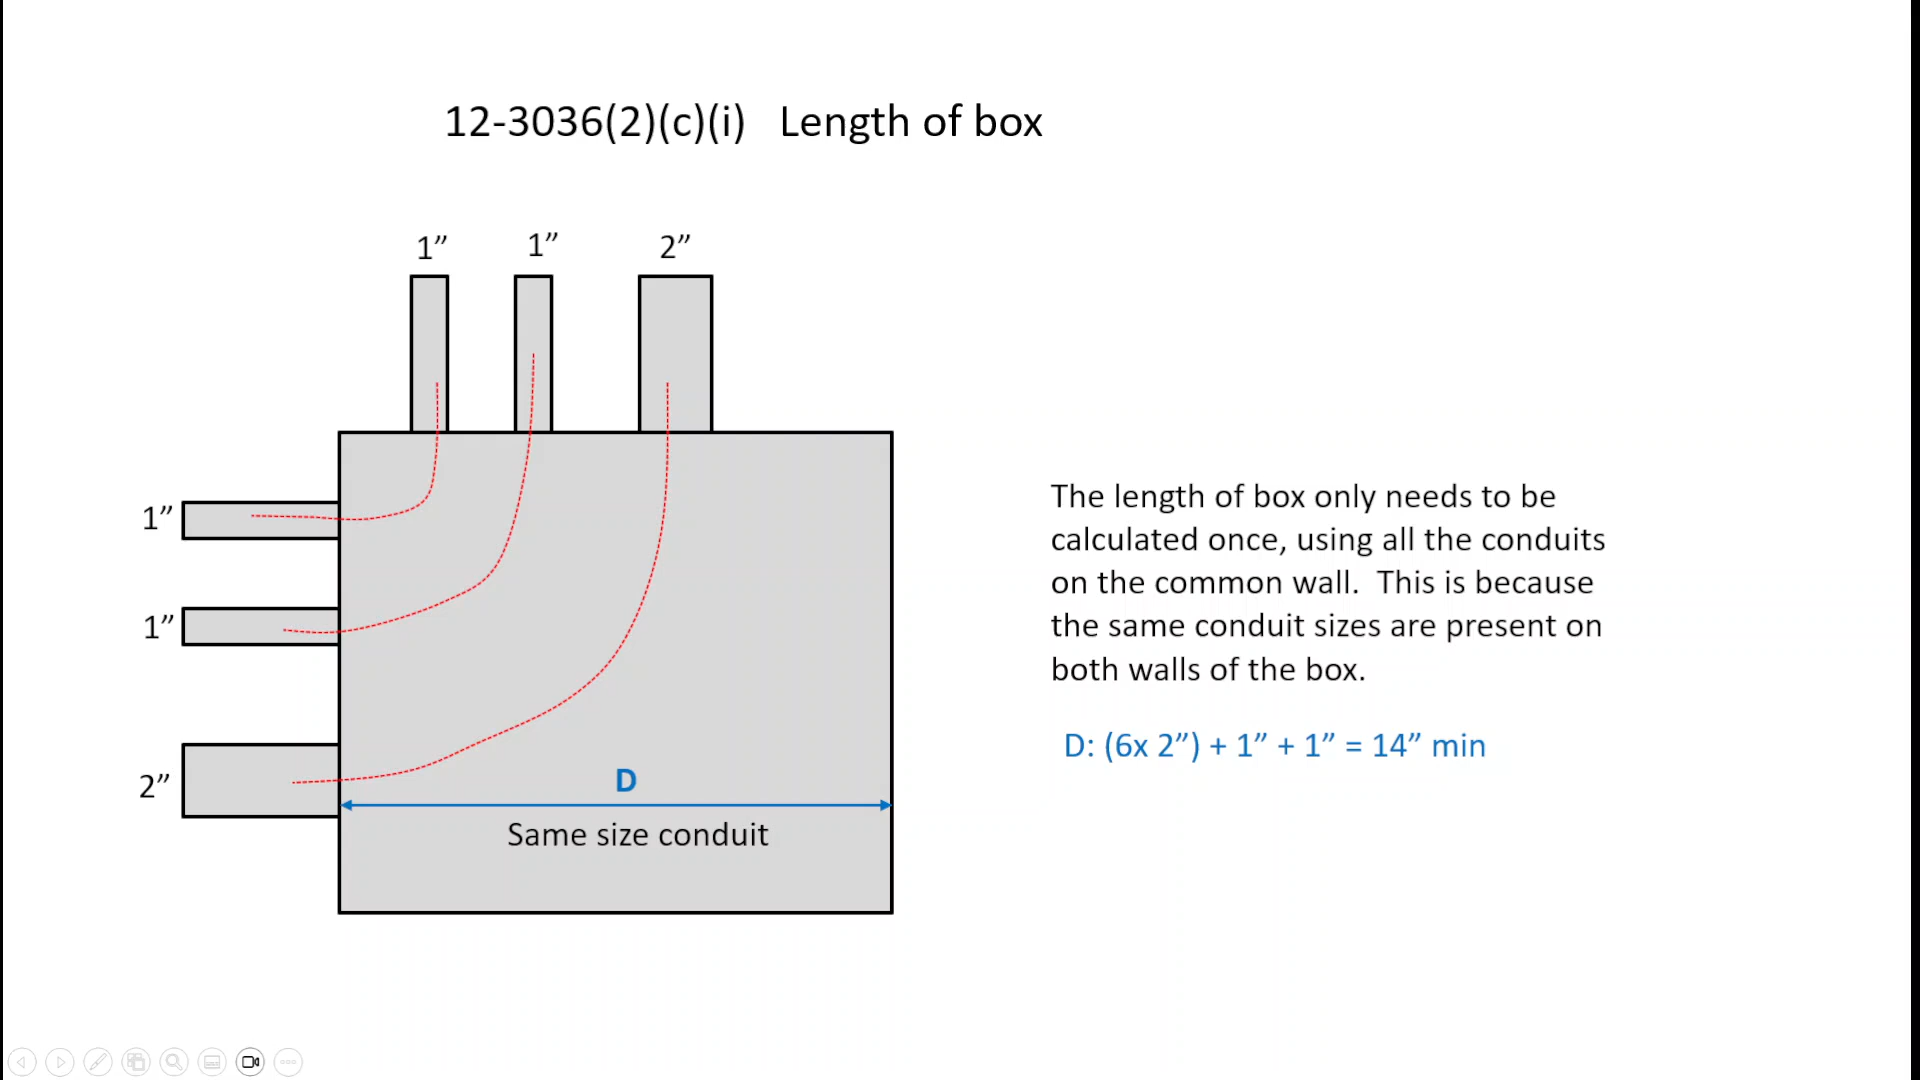 12-3036(2)(c)(i) Length of box
1” 1” 2”
1”
1”
2”
D
Same size conduit
The length of box only needs to be
calculated once, using all the conduits
on the common wall. This is because
the same conduit sizes are present on
both walls of the box.
D: (6x 2”) + 1” + 1” = 14” min